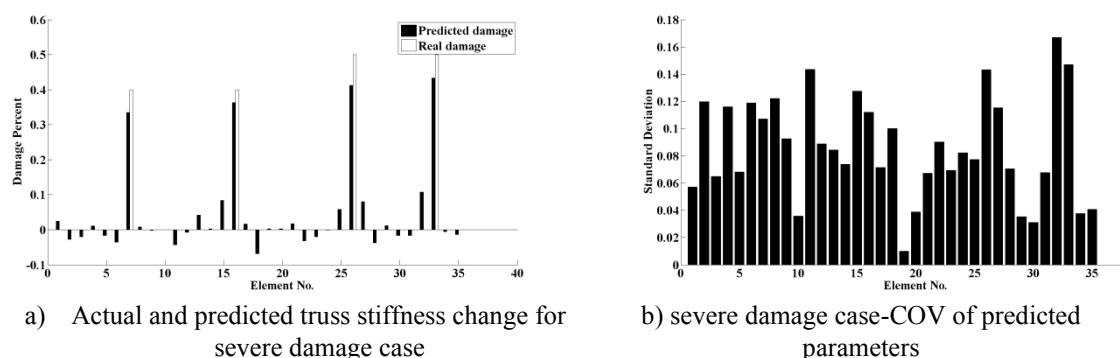 0.6
0.5
0.4
0.3
0.2
0.1
0
-0.1
Damage Percent
Predicted damage
Real damage
0 5 10 15 20 25 30 35 40
Element No.
a) Actual and predicted truss stiffness change for
severe damage case
0.18
0.16
0.14
0.12
0.1
0.08
0.06
0.04
0.02
0
Standard Deviation
0 5 10 15 20 25 30 35
Element No.
b) severe damage case-COV of predicted
parameters